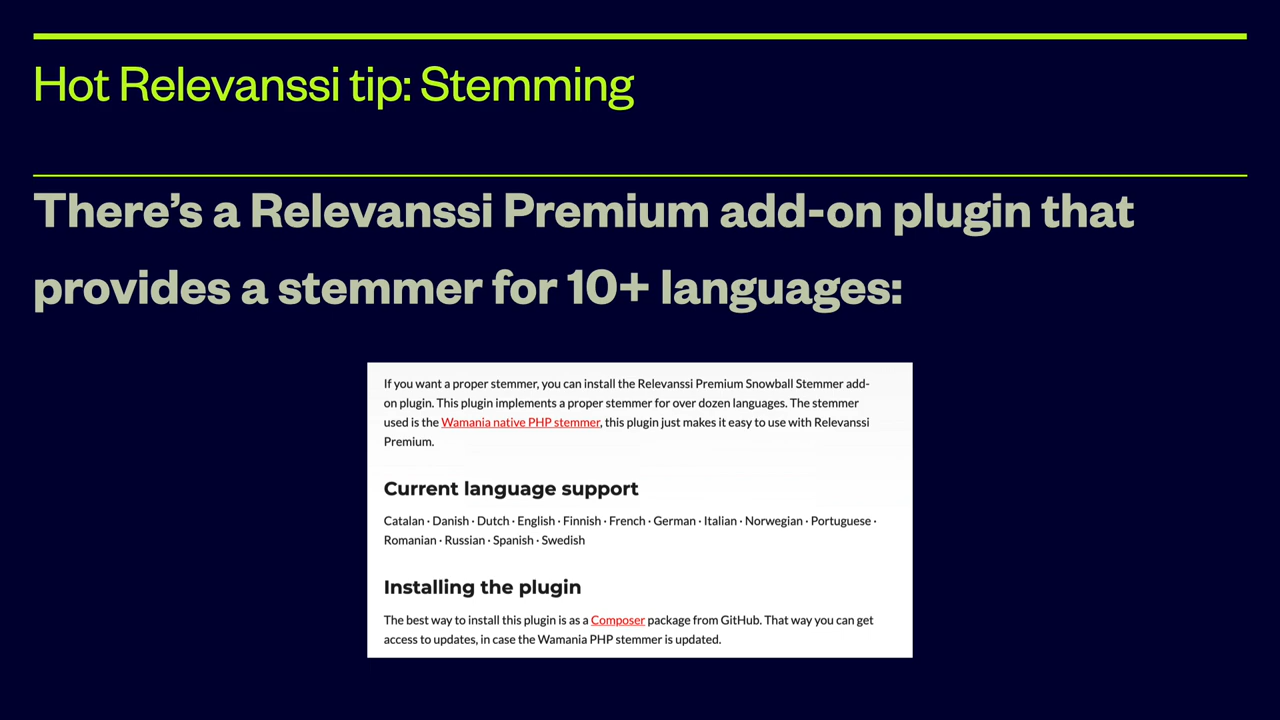 Hot Relevanssi tip: Stemming
There’s a Relevanssi Premium add-on plugin that
provides a stemmer for 10+ languages:
If you want a proper stemmer, you can install the Relevanssi Premium Snowball Stemmer add-
on plugin. This plugin implements a proper stemmer for over dozen languages. The stemmer
used is the Wamania native PHP stemmer, this plugin just makes it easy to use with Relevanssi
Premium.
Current language support
Catalan · Danish · Dutch · English · Finnish · French · German · Italian · Norwegian · Portuguese ·
Romanian · Russian · Spanish · Swedish
Installing the plugin
The best way to install this plugin is as a Composer package from GitHub. That way you can get
access to updates, in case the Wamania PHP stemmer is updated.